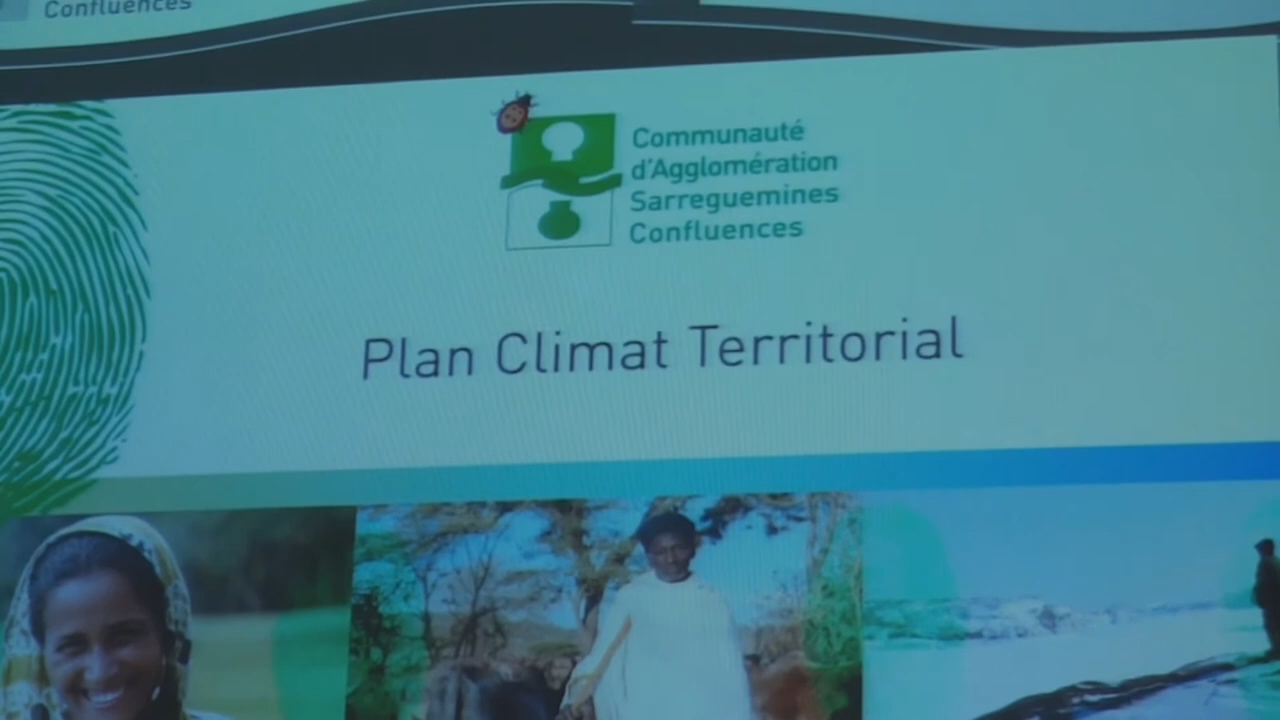 Confluences
Communauté
d'Agglomération
Sarreguemines
Confluences
Plan Climat Territorial